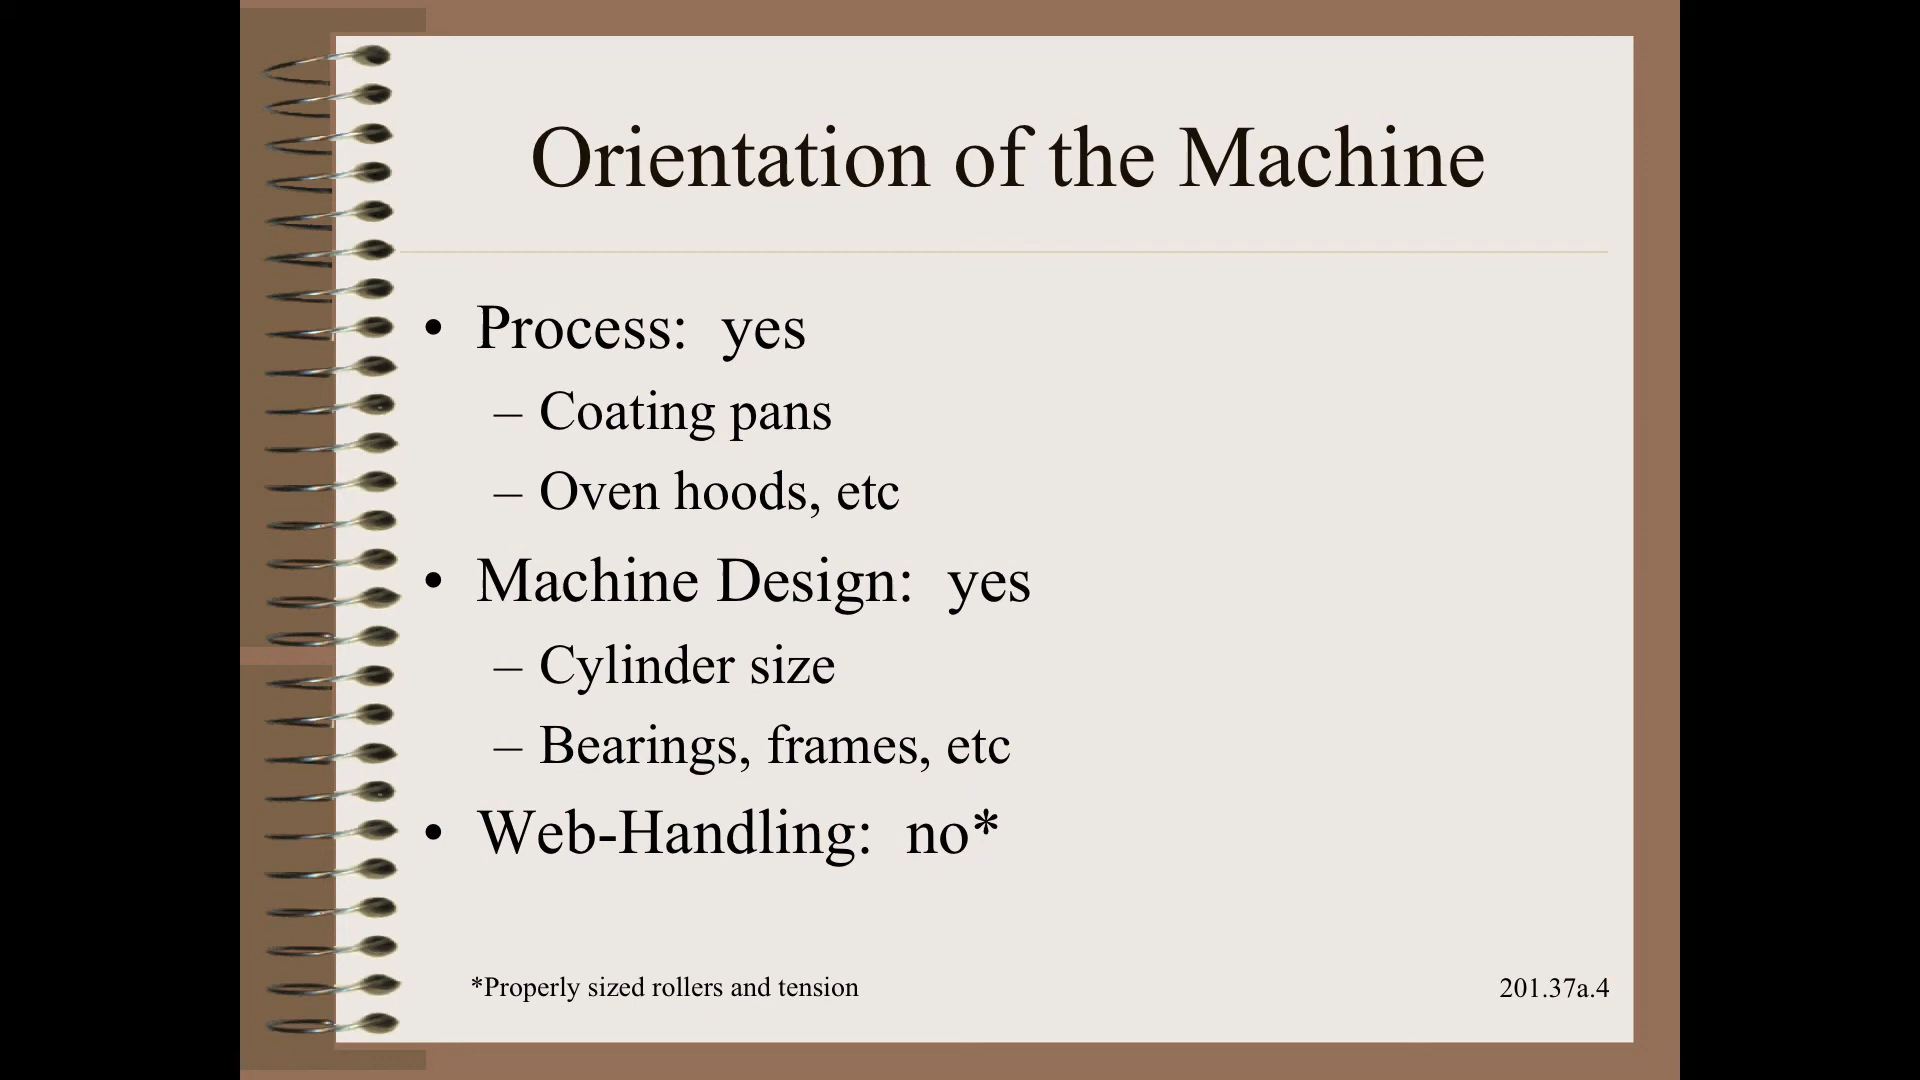 Orientation of the Machine
• Process: yes
– Coating pans
– Oven hoods, etc
• Machine Design: yes
– Cylinder size
– Bearings, frames, etc
• Web-Handling: no*
*Properly sized rollers and tension
201.37a.4